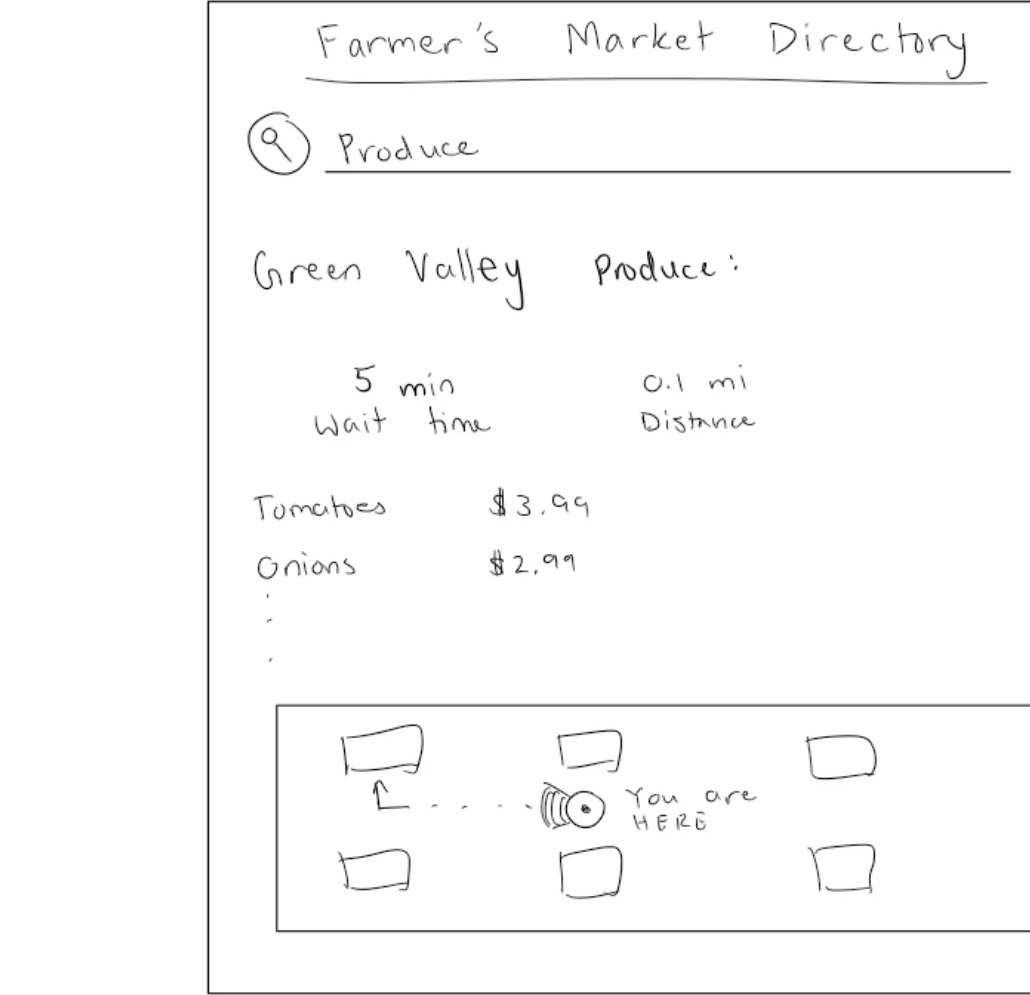 Farmer's Market Directory
Produce
Green Valley Produce:
5 min 0.1 mi
Wait time Distance
Tomatoes $3.99
Onions $2.99
You are
HERE